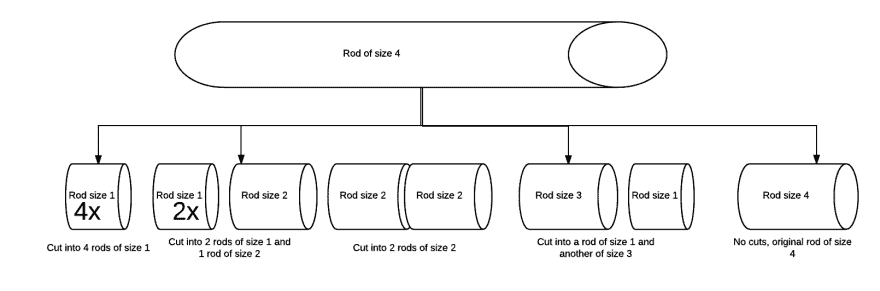 Rod of size 4
Rod size 1
4x
Rod size 1
2x
Rod size 2
Rod size 2
Rod size 2
Rod size 3
Rod size 1
Rod size 4
Cut into 4 rods of size 1
Cut into 2 rods of size 1 and
1 rod of size 2
Cut into 2 rods of size 2
Cut into a rod of size 1 and
another of size 3
No cuts, original rod of size
4